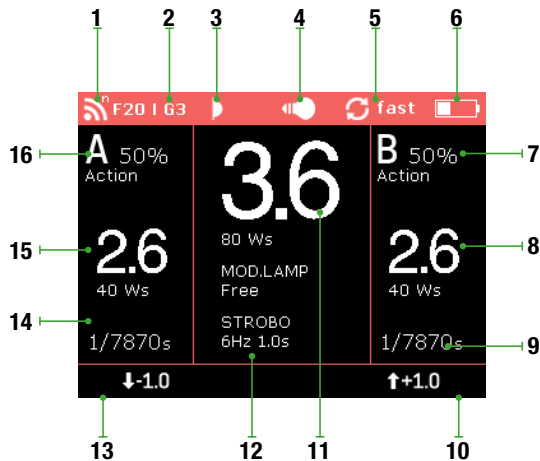 1 2 3 4 5 6
n F20 I G3 fast
A 50%
Action
3.6
80 Ws
MOD.LAMP
Free
STROBO
6Hz 1.0s
B 50%
Action
2.6
40 Ws
1/7870s
2.6
40 Ws
1/7870s
-1.0 +1.0
16
15
14
7
8
9
13 12 11 10